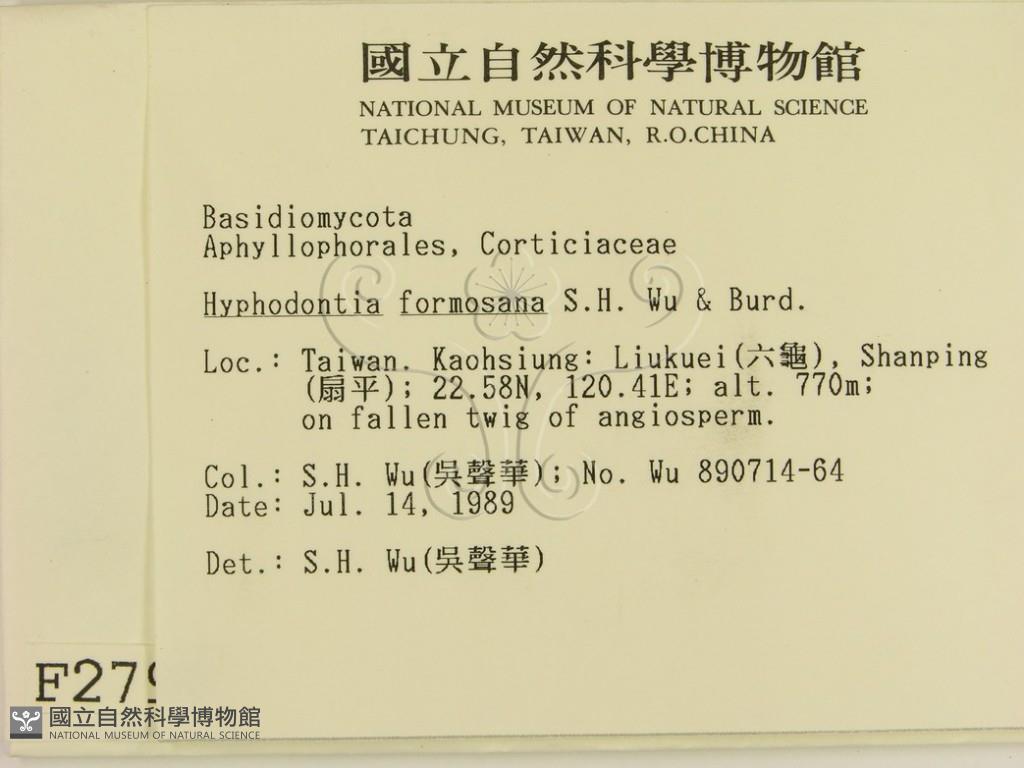 國立自然科學博物館
NATIONAL MUSEUM OF NATURAL SCIENCE
TAICHUNG, TAIWAN, R.O.CHINA
Basidiomycota
Aphyllophorales, Corticiaceae
Hyphodontia formosana S.H. Wu & Burd.
Loc.: Taiwan. Kaohsiung: Liukuei(六龜), Shanping
(扇平); 22.58N, 120.41E; alt. 770m;
on fallen twig of angiosperm.
Col.: S.H. Wu(吳聲華); No. Wu 890714-64
Date: Jul. 14, 1989
Det.: S.H. Wu(吳聲華)
F279
國立自然科學博物館
NATIONAL MUSEUM OF NATURAL SCIENCE